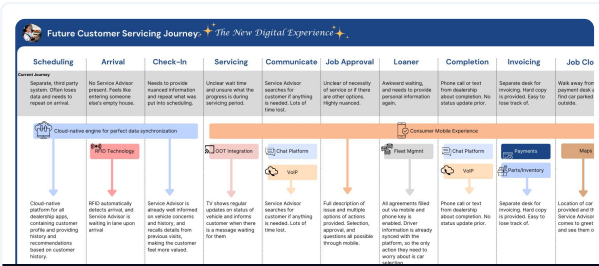 Future Customer Servicing Journey
The New Digital Experience
Scheduling
Arrival
Check-In
Servicing
Communicate
Job Approval
Loaner
Completion
Invoicing
Job Clo
Current Journey
Separate, third party
system. Often loses
data and needs to
repeat on arrival.
No Service Advisor
present. Feels like
entering someone
else's empty house.
Needs to provide
nuanced information
and repeat what was
put into scheduling.
Unclear wait time
and unsure what the
progress is during
servicing period.
Service Advisor
searches for
customer if anything
is needed. Lots of
time lost.
Unclear of necessity
of service or if there
are other options.
Highly nuanced.
Awkward waiting,
and needs to provide
personal information
again.
Phone call or text
from dealership
about completion. No
status update prior.
Separate desk for
invoicing. Hard copy
is provided. Easy to
lose track of.
Walk away from
payment desk a
find car parked
outside.
Cloud-native engine for perfect data synchronization
Consumer Mobile Experience
RFID Technology
OOT Integration
Chat Platform
VoIP
Fleet Mgmt
Chat Platform
VoIP
Payments
Parts/Inventory
Maps
Cloud-native
platform for all
dealership apps,
containing customer
profile and providing
history and
recommendations
based on customer
history.
RFID automatically
detects arrival, and
Service Advisor is
waiting in lane upon
arrival
Service Advisor is
already well informed
on vehicle concerns
and history, and
recalls details from
previous visits,
making the customer
feel more valued.
TV shows regular
updates on status of
vehicle and informs
customer when there
is a message waiting
for them
Service Advisor
searches for
customer if anything
is needed. Lots of
time lost.
Full description of
issue and multiple
options of actions
provided. Selection,
approval, and
questions all possible
through mobile.
All agreements filled
out via mobile and
phone key is
enabled. Driver
information is
already synced with
the platform, so the
only action they
need to worry about is car
selection
Phone call or text
from dealership
about completion. No
status update prior.
Separate desk for
invoicing. Hard copy
is provided. Easy to
lose track of.
Location of car
provided and th
Service Advisor
comes to greet
and see them o